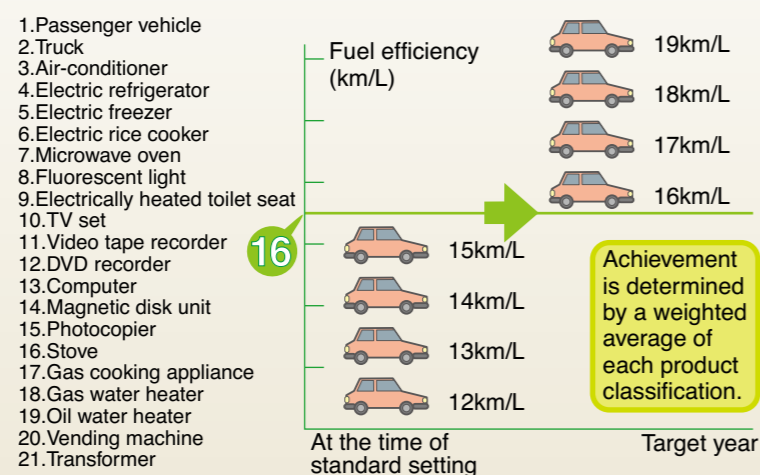 1.Passenger vehicle
2.Truck
3.Air-conditioner
4.Electric refrigerator
5.Electric freezer
6.Electric rice cooker
7.Microwave oven
8.Fluorescent light
9.Electrically heated toilet seat
10.TV set
11.Video tape recorder
12.DVD recorder
13.Computer
14.Magnetic disk unit
15.Photocopier
16.Stove
17.Gas cooking appliance
18.Gas water heater
19.Oil water heater
20.Vending machine
21.Transformer
Fuel efficiency
(km/L)
16
15km/L
14km/L
13km/L
12km/L
At the time of
standard setting
19km/L
18km/L
17km/L
16km/L
Achievement
is determined
by a weighted
average of
each product
classification.
Target year